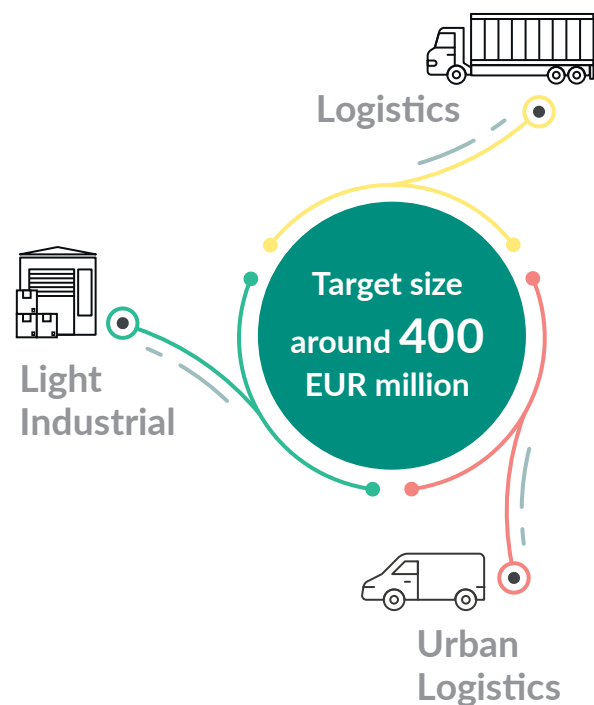 Logistics
Target size
around 400
EUR million
Light
Industrial
Urban
Logistics